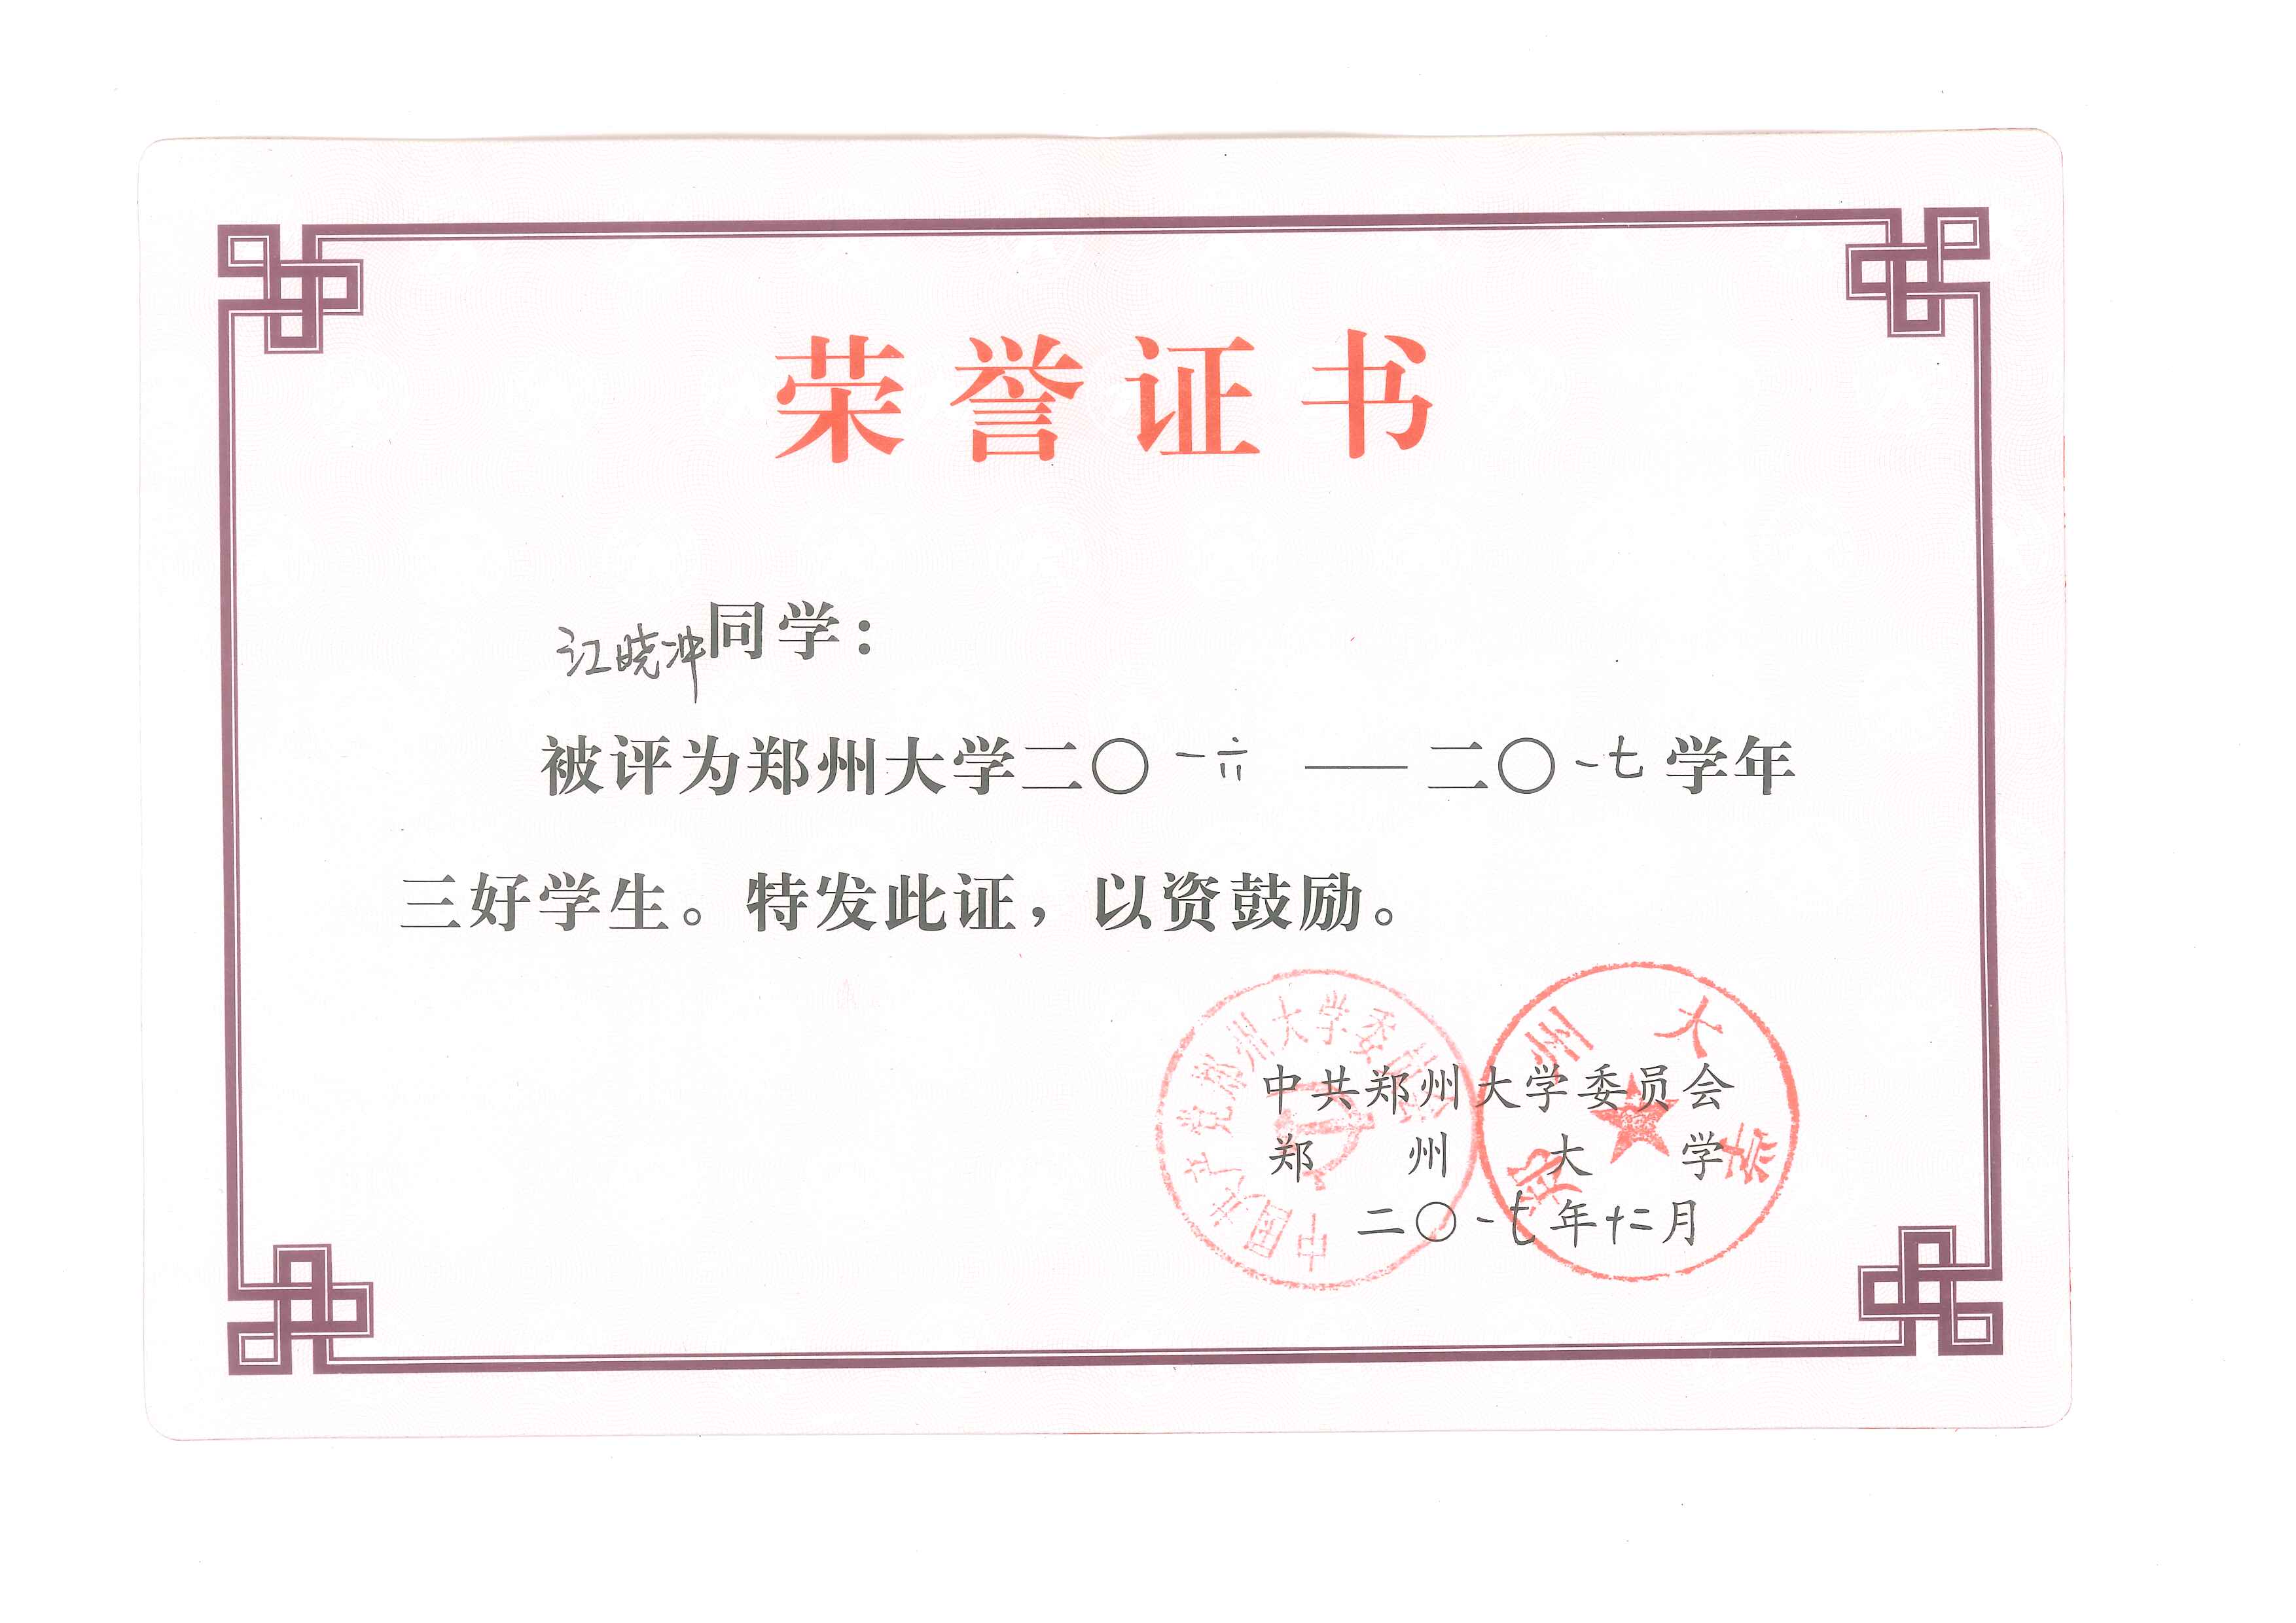 荣誉证书
江晓冲同学：
被评为郑州大学二〇一六——二〇一七学年
三好学生。特发此证，以资鼓励。
中国共产党郑州大学委员会
郑州大学
中共郑州大学委员会
郑州大学
二〇一七年十二月